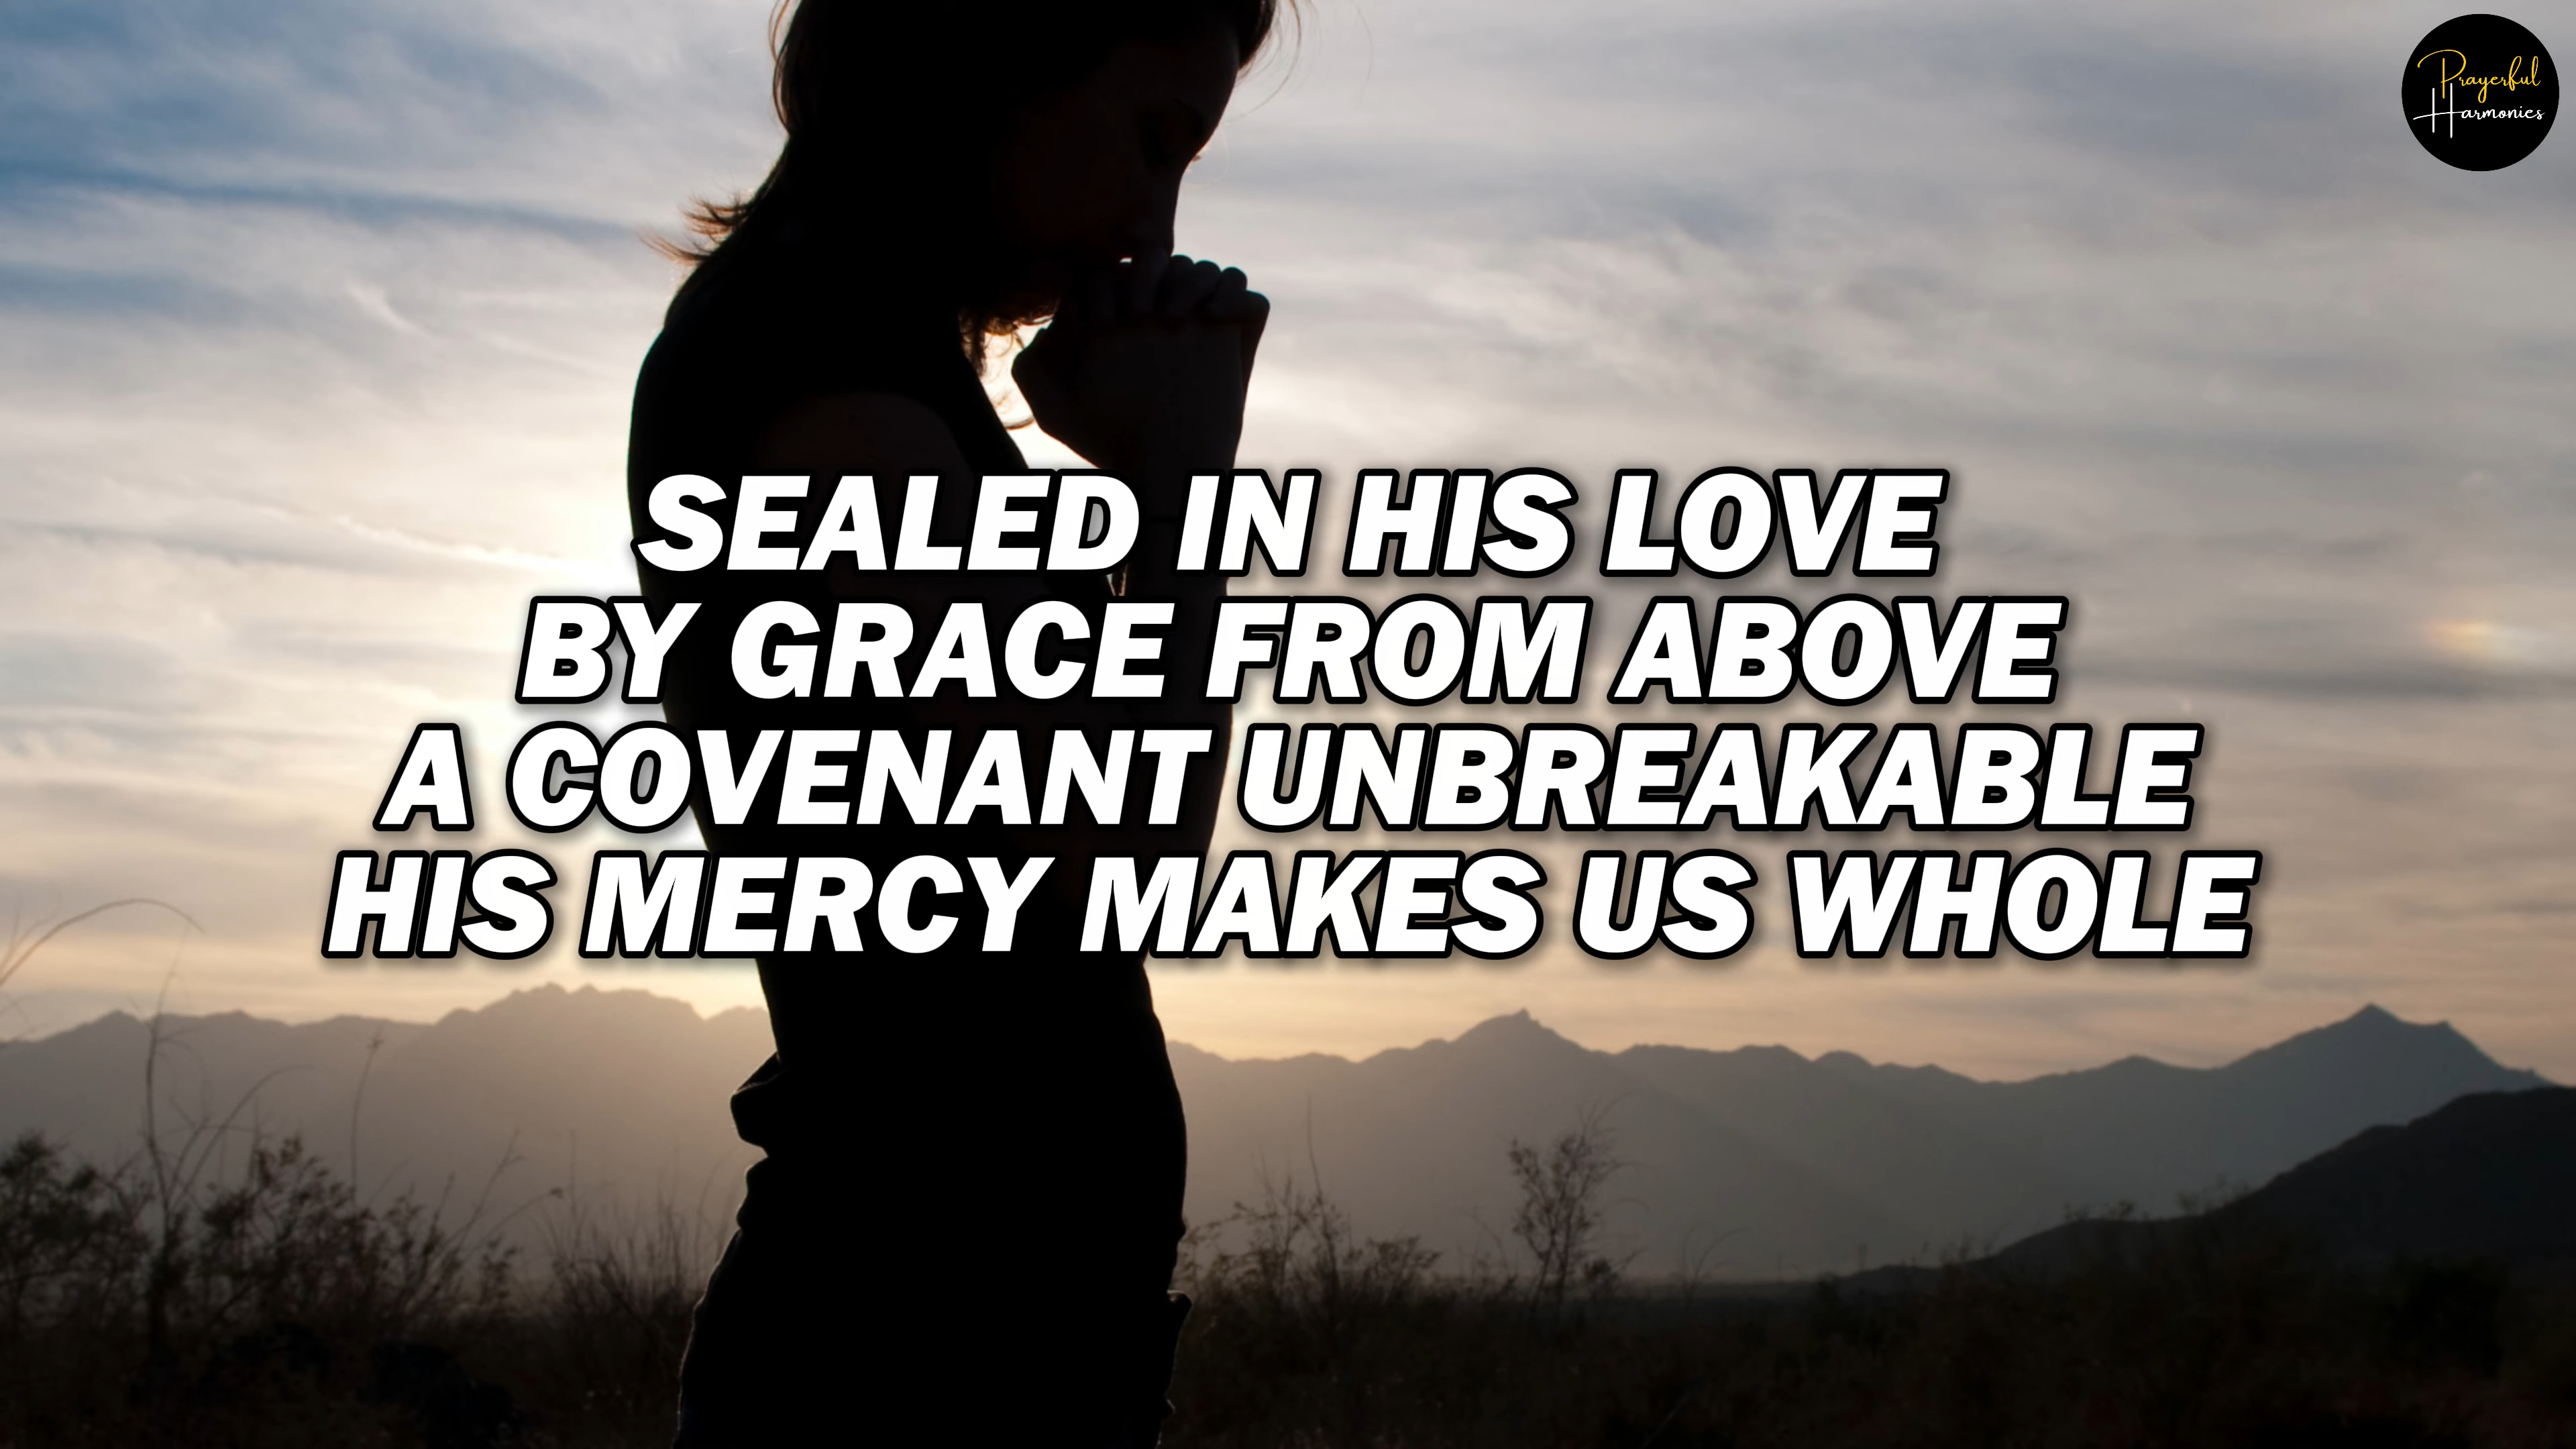 Prayerful
Harmonies
SEALED IN HIS LOVE
BY GRACE FROM ABOVE
A COVENANT UNBREAKABLE
HIS MERCY MAKES US WHOLE